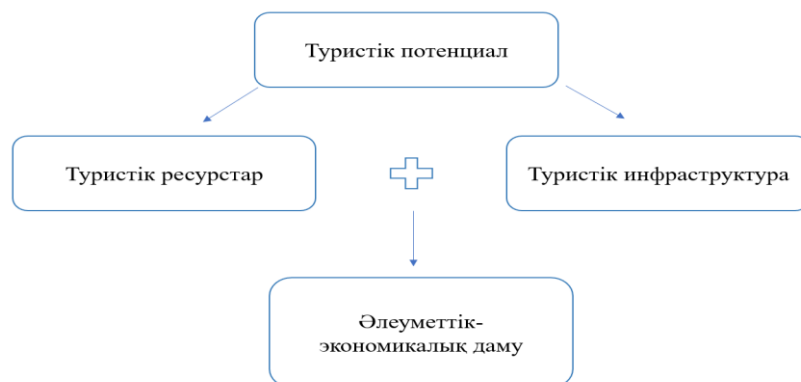 Туристік потенциал
Туристік ресурстар
Туристік инфраструктура
Әлеуметтік-
экономикалық даму